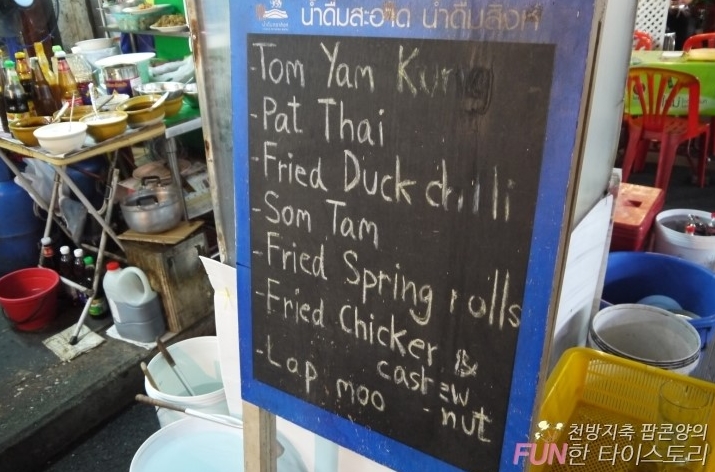 น้ำดื่มสะอาด น้ำดื่มสิงห์
-Tom Yam Kung
-Pat Thai
-Fried Duck chilli
-Som Tam
-Fried Spring rolls
-Fried Chicken &
cashew
-nut
-Lap moo
천방지축 팝콘양의
FUN한 타이스토리